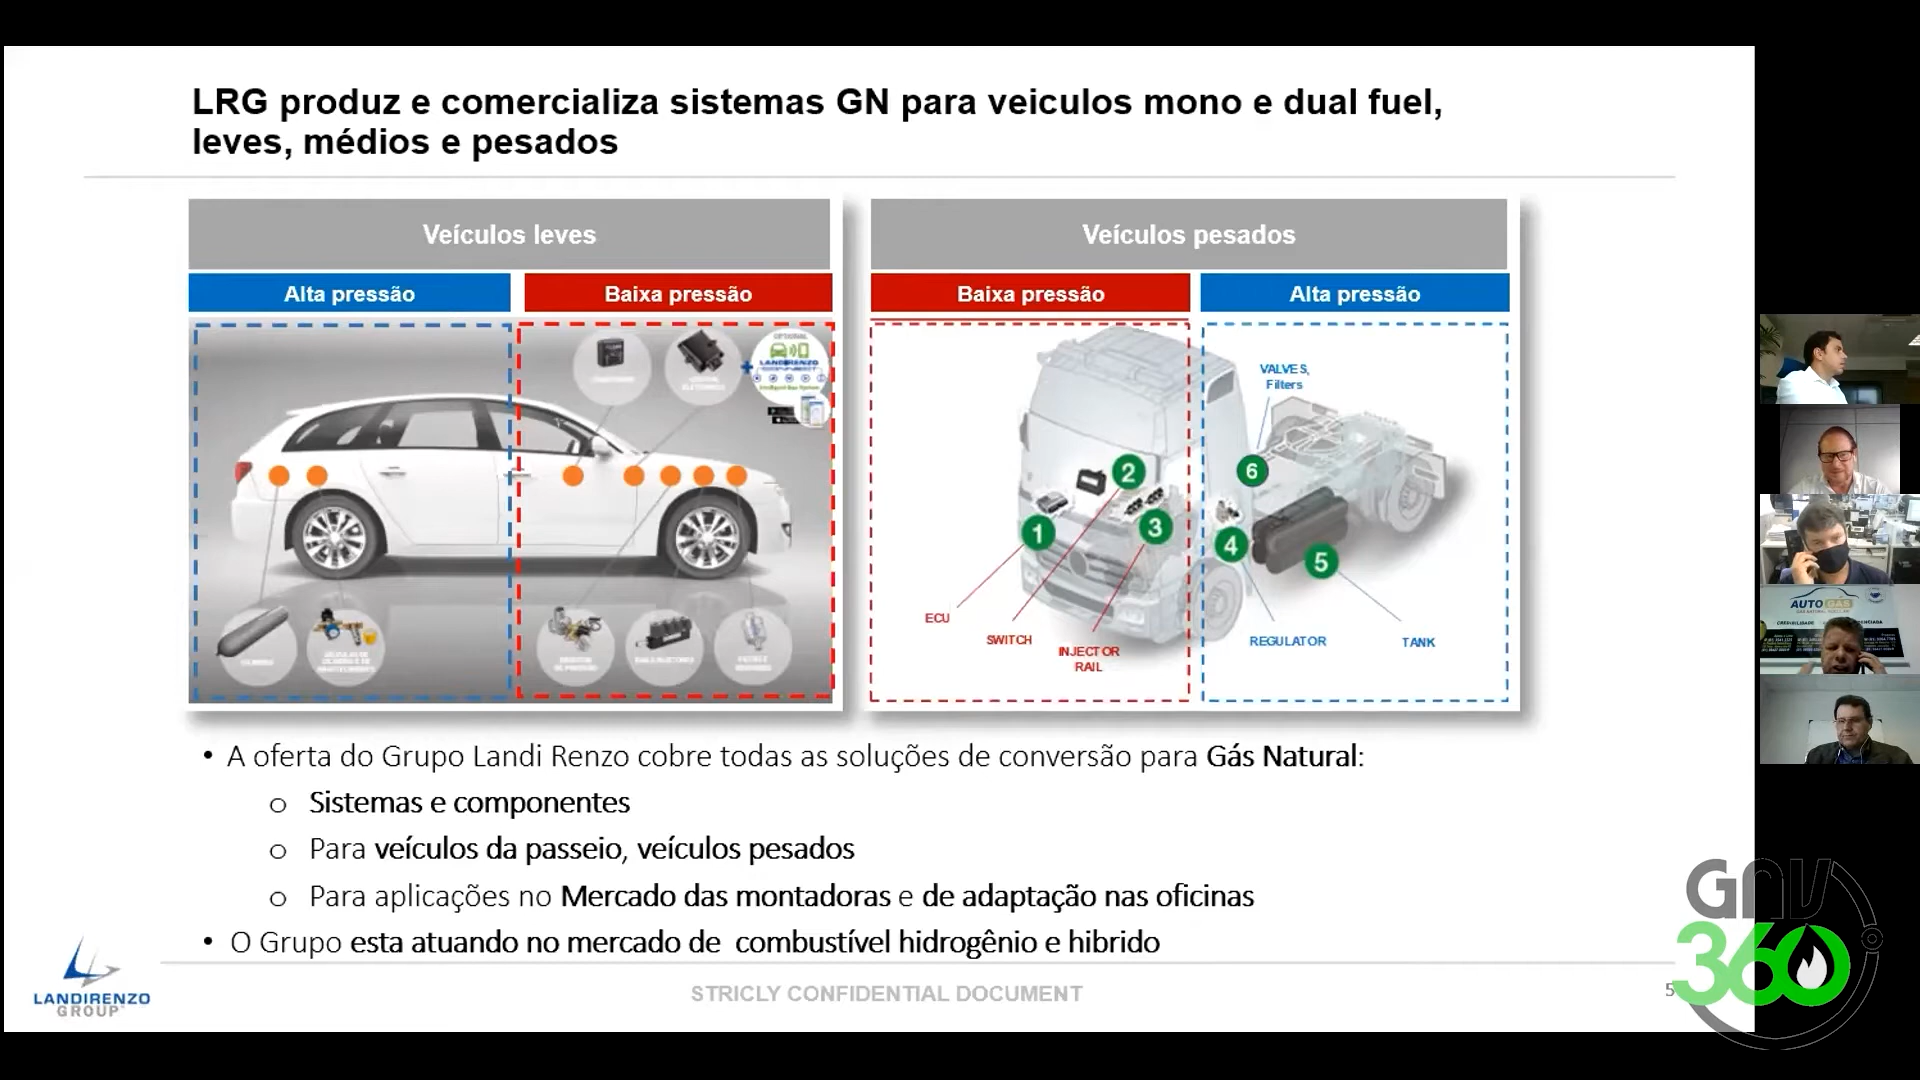 LRG produz e comercializa sistemas GN para veiculos mono e dual fuel,
leves, médios e pesados
Veículos leves
Veículos pesados
Alta pressão
Baixa pressão
Baixa pressão
Alta pressão
OPTIONAL
LANDIRENZO
CONNECT
VALVES,
Filters
1
2
3
4
5
6
ECU
SWITCH
INJECTOR
RAIL
REGULATOR
TANK
• A oferta do Grupo Landi Renzo cobre todas as soluções de conversão para Gás Natural:
o Sistemas e componentes
o Para veículos da passeio, veículos pesados
o Para aplicações no Mercado das montadoras e de adaptação nas oficinas
• O Grupo esta atuando no mercado de combustível hidrogênio e hibrido
LANDIRENZO
GROUP
STRICLY CONFIDENTIAL DOCUMENT
5
AUTO GÁS
GNV
360